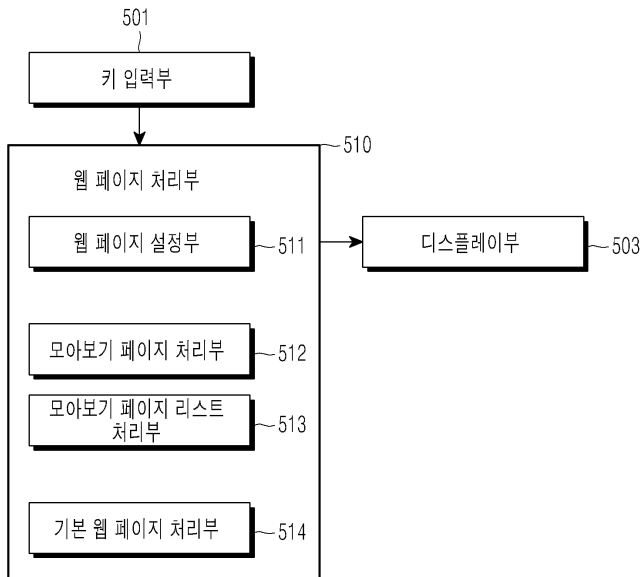 501
키 입력부
510
웹 페이지 처리부
웹 페이지 설정부
511
디스플레이부
503
모아보기 페이지 처리부
512
모아보기 페이지 리스트
처리부
513
기본 웹 페이지 처리부
514